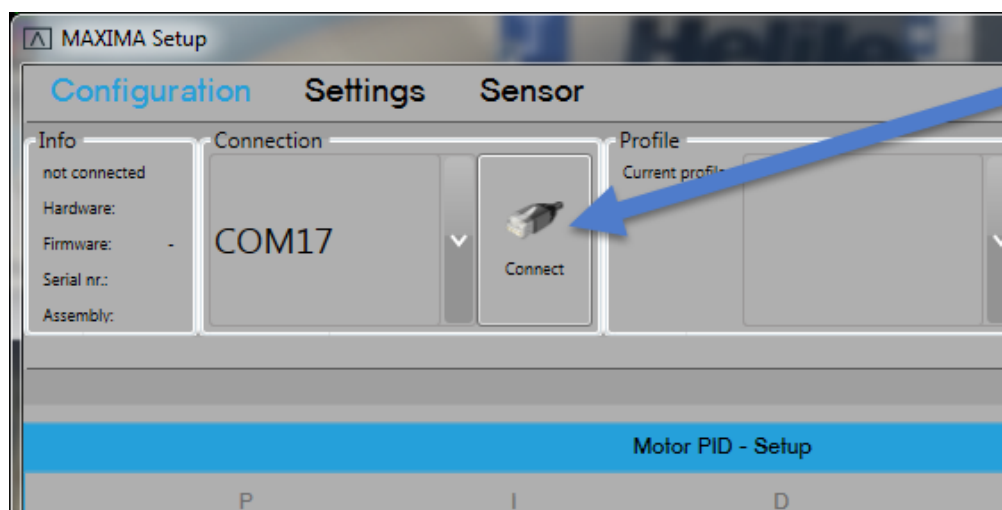 MAXIMA Setup
Configuration Settings Sensor
Info
not connected
Hardware:
Firmware: -
Serial nr.:
Assembly:
Connection
COM17
Connect
Profile
Current profile
Motor PID - Setup
P I D